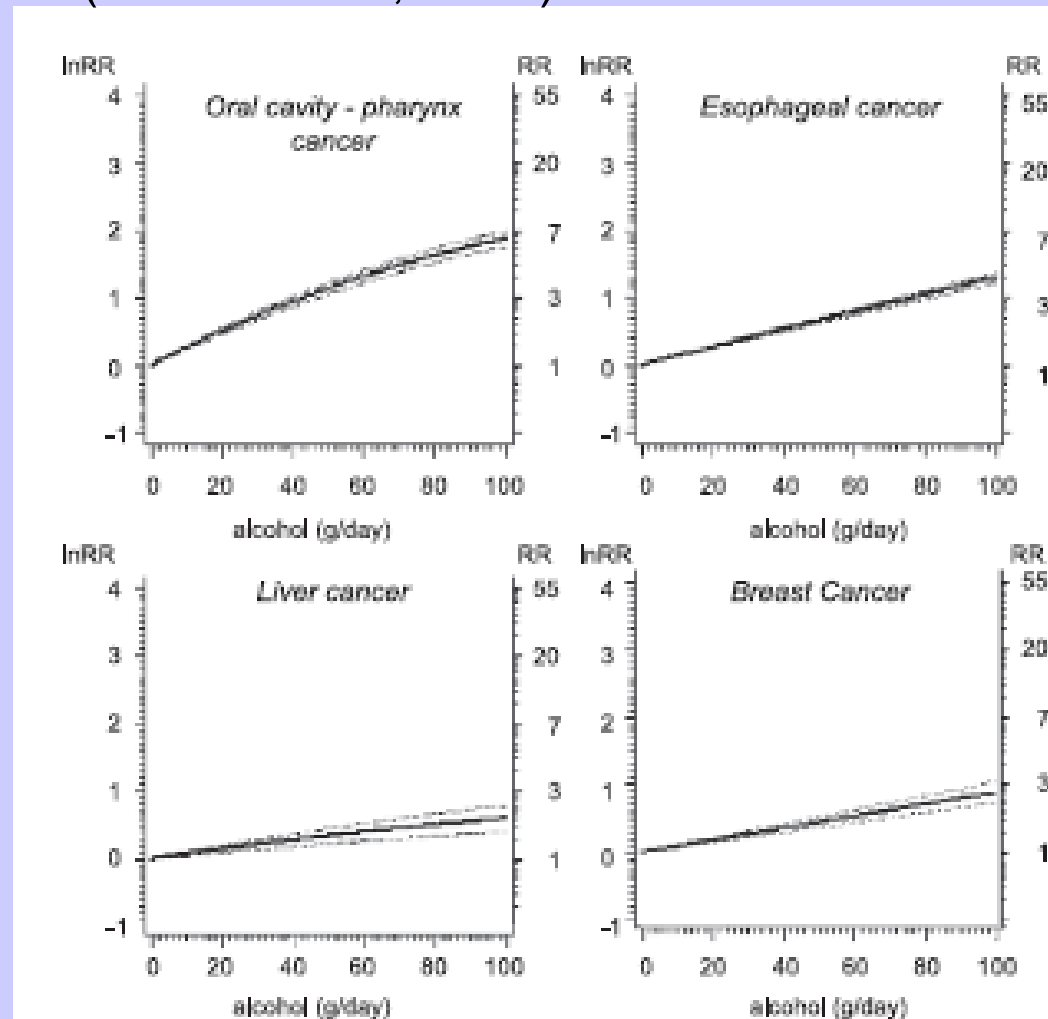 lnRR RR lnRR RR
Oral cavity - pharynx
cancer
Esophageal cancer
4 55 4 55
3 20 3 20
2 7 2 7
1 3 1 3
0 1 0 1
-1 -1
0 20 40 60 80 100 0 20 40 60 80 100
alcohol (g/day) alcohol (g/day)
lnRR RR lnRR RR
Liver cancer Breast Cancer
4 55 4 55
3 20 3 20
2 7 2 7
1 3 1 3
0 1 0 1
-1 -1
0 20 40 60 80 100 0 20 40 60 80 100
alcohol (g/day) alcohol (g/day)